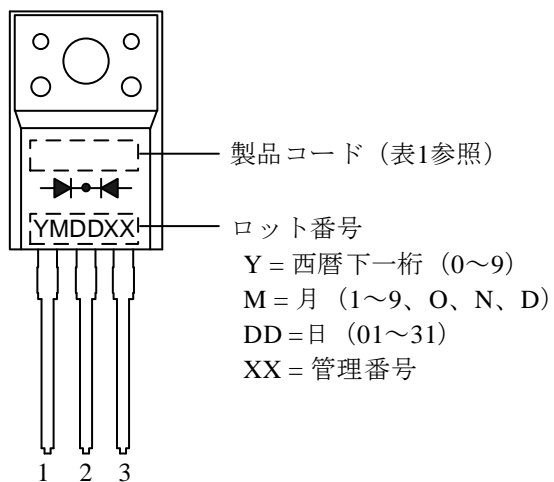 製品コード（表1参照）
YMDDXX
ロット番号
Y = 西暦下一桁（0～9）
M = 月（1～9、O、N、D）
DD =日（01～31）
XX = 管理番号
1 2 3